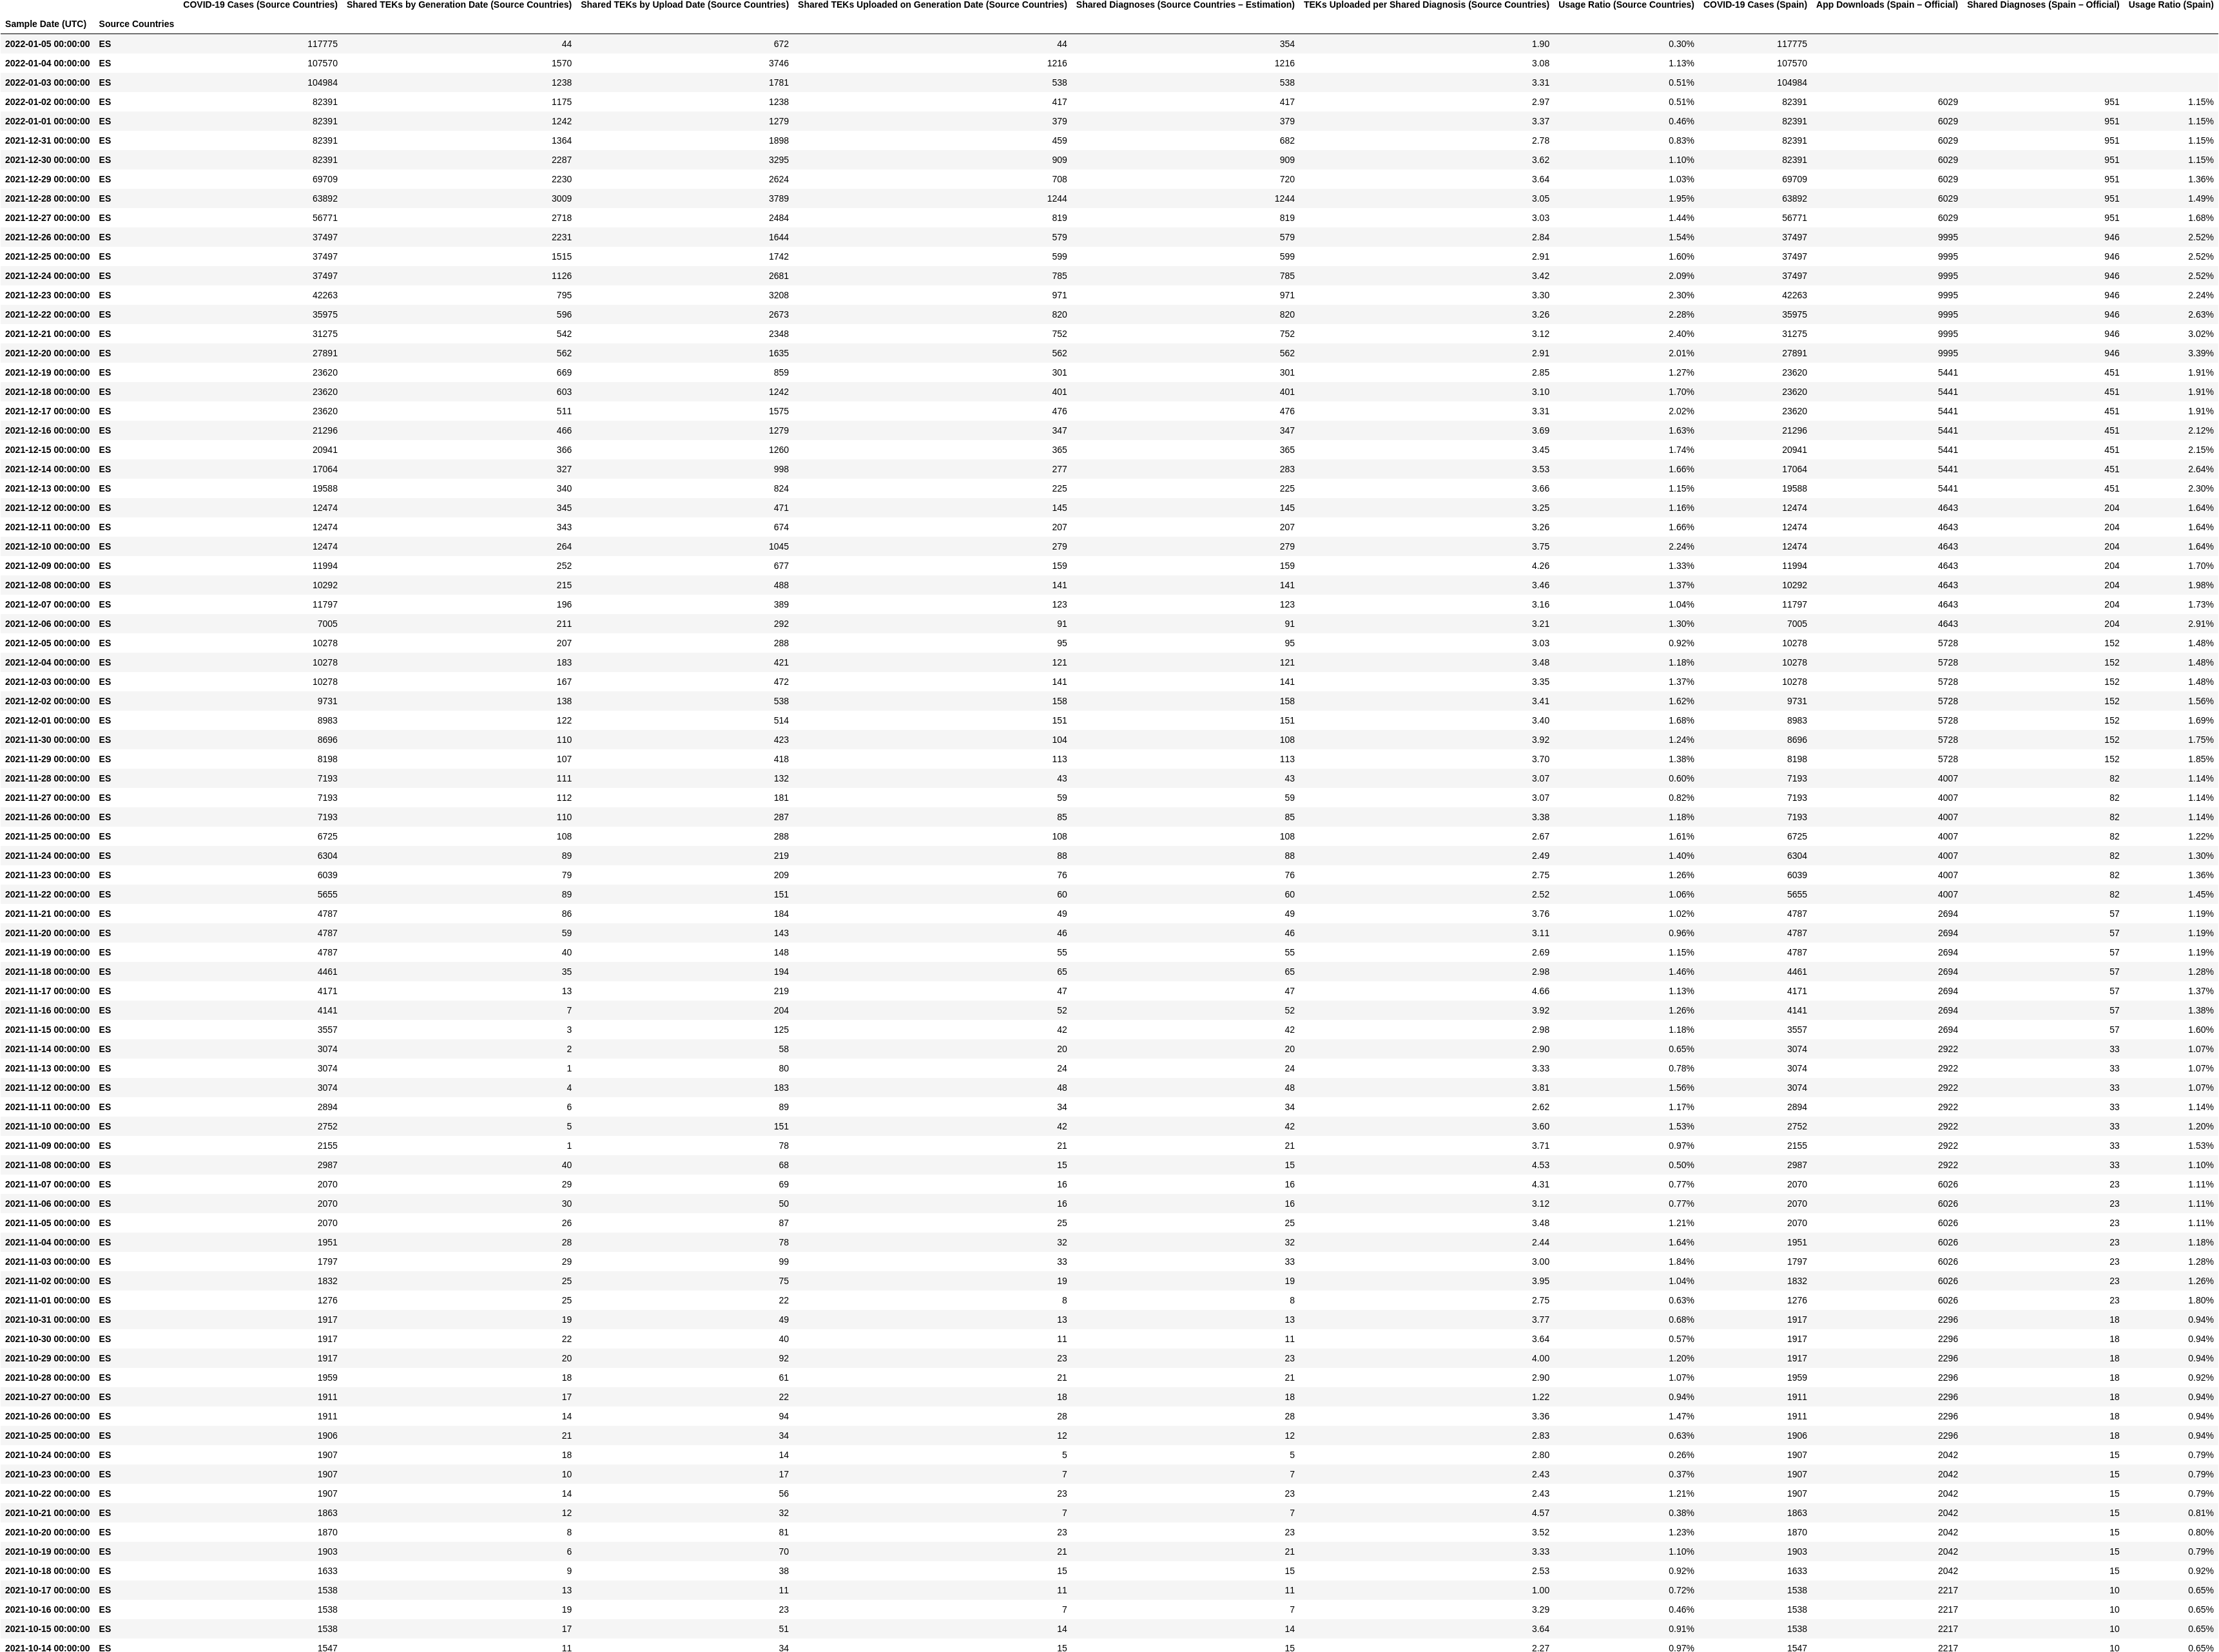 COVID-19 Cases (Source Countries) Shared TEKs by Generation Date (Source Countries) Shared TEKs by Upload Date (Source Countries) Shared TEKs Uploaded on Generation Date (Source Countries) Shared Diagnoses (Source Countries – Estimation) TEKs Uploaded per Shared Diagnosis (Source Countries) Usage Ratio (Source Countries) COVID-19 Cases (Spain) App Downloads (Spain – Official) Shared Diagnoses (Spain – Official) Usage Ratio (Spain)
Sample Date (UTC) Source Countries
2022-01-05 00:00:00 ES 117775 44 672 44 354 1.90 0.30% 117775
2022-01-04 00:00:00 ES 107570 1570 3746 1216 1216 3.08 1.13% 107570
2022-01-03 00:00:00 ES 104984 1238 1781 538 538 3.31 0.51% 104984
2022-01-02 00:00:00 ES 82391 1175 1238 417 417 2.97 0.51% 82391 6029 951 1.15%
2022-01-01 00:00:00 ES 82391 1242 1279 379 379 3.37 0.46% 82391 6029 951 1.15%
2021-12-31 00:00:00 ES 82391 1364 1898 459 682 2.78 0.83% 82391 6029 951 1.15%
2021-12-30 00:00:00 ES 82391 2287 3295 909 909 3.62 1.10% 82391 6029 951 1.15%
2021-12-29 00:00:00 ES 69709 2230 2624 708 720 3.64 1.03% 69709 6029 951 1.36%
2021-12-28 00:00:00 ES 63892 3009 3789 1244 1244 3.05 1.95% 63892 6029 951 1.49%
2021-12-27 00:00:00 ES 56771 2718 2484 819 819 3.03 1.44% 56771 6029 951 1.68%
2021-12-26 00:00:00 ES 37497 2231 1644 579 579 2.84 1.54% 37497 9995 946 2.52%
2021-12-25 00:00:00 ES 37497 1515 1742 599 599 2.91 1.60% 37497 9995 946 2.52%
2021-12-24 00:00:00 ES 37497 1126 2681 785 785 3.42 2.09% 37497 9995 946 2.52%
2021-12-23 00:00:00 ES 42263 795 3208 971 971 3.30 2.30% 42263 9995 946 2.24%
2021-12-22 00:00:00 ES 35975 596 2673 820 820 3.26 2.28% 35975 9995 946 2.63%
2021-12-21 00:00:00 ES 31275 542 2348 752 752 3.12 2.40% 31275 9995 946 3.02%
2021-12-20 00:00:00 ES 27891 562 1635 562 562 2.91 2.01% 27891 9995 946 3.39%
2021-12-19 00:00:00 ES 23620 669 859 301 301 2.85 1.27% 23620 5441 451 1.91%
2021-12-18 00:00:00 ES 23620 603 1242 401 401 3.10 1.70% 23620 5441 451 1.91%
2021-12-17 00:00:00 ES 23620 511 1575 476 476 3.31 2.02% 23620 5441 451 1.91%
2021-12-16 00:00:00 ES 21296 466 1279 347 347 3.69 1.63% 21296 5441 451 2.12%
2021-12-15 00:00:00 ES 20941 366 1260 365 365 3.45 1.74% 20941 5441 451 2.15%
2021-12-14 00:00:00 ES 17064 327 998 277 283 3.53 1.66% 17064 5441 451 2.64%
2021-12-13 00:00:00 ES 19588 340 824 225 225 3.66 1.15% 19588 5441 451 2.30%
2021-12-12 00:00:00 ES 12474 345 471 145 145 3.25 1.16% 12474 4643 204 1.64%
2021-12-11 00:00:00 ES 12474 343 674 207 207 3.26 1.66% 12474 4643 204 1.64%
2021-12-10 00:00:00 ES 12474 264 1045 279 279 3.75 2.24% 12474 4643 204 1.64%
2021-12-09 00:00:00 ES 11994 252 677 159 159 4.26 1.33% 11994 4643 204 1.70%
2021-12-08 00:00:00 ES 10292 215 488 141 141 3.46 1.37% 10292 4643 204 1.98%
2021-12-07 00:00:00 ES 11797 196 389 123 123 3.16 1.04% 11797 4643 204 1.73%
2021-12-06 00:00:00 ES 7005 211 292 91 91 3.21 1.30% 7005 4643 204 2.91%
2021-12-05 00:00:00 ES 10278 207 288 95 95 3.03 0.92% 10278 5728 152 1.48%
2021-12-04 00:00:00 ES 10278 183 421 121 121 3.48 1.18% 10278 5728 152 1.48%
2021-12-03 00:00:00 ES 10278 167 472 141 141 3.35 1.37% 10278 5728 152 1.48%
2021-12-02 00:00:00 ES 9731 138 538 158 158 3.41 1.62% 9731 5728 152 1.56%
2021-12-01 00:00:00 ES 8983 122 514 151 151 3.40 1.68% 8983 5728 152 1.69%
2021-11-30 00:00:00 ES 8696 110 423 104 108 3.92 1.24% 8696 5728 152 1.75%
2021-11-29 00:00:00 ES 8198 107 418 113 113 3.70 1.38% 8198 5728 152 1.85%
2021-11-28 00:00:00 ES 7193 111 132 43 43 3.07 0.60% 7193 4007 82 1.14%
2021-11-27 00:00:00 ES 7193 112 181 59 59 3.07 0.82% 7193 4007 82 1.14%
2021-11-26 00:00:00 ES 7193 110 287 85 85 3.38 1.18% 7193 4007 82 1.14%
2021-11-25 00:00:00 ES 6725 108 288 108 108 2.67 1.61% 6725 4007 82 1.22%
2021-11-24 00:00:00 ES 6304 89 219 88 88 2.49 1.40% 6304 4007 82 1.30%
2021-11-23 00:00:00 ES 6039 79 209 76 76 2.75 1.26% 6039 4007 82 1.36%
2021-11-22 00:00:00 ES 5655 89 151 60 60 2.52 1.06% 5655 4007 82 1.45%
2021-11-21 00:00:00 ES 4787 86 184 49 49 3.76 1.02% 4787 2694 57 1.19%
2021-11-20 00:00:00 ES 4787 59 143 46 46 3.11 0.96% 4787 2694 57 1.19%
2021-11-19 00:00:00 ES 4787 40 148 55 55 2.69 1.15% 4787 2694 57 1.19%
2021-11-18 00:00:00 ES 4461 35 194 65 65 2.98 1.46% 4461 2694 57 1.28%
2021-11-17 00:00:00 ES 4171 13 219 47 47 4.66 1.13% 4171 2694 57 1.37%
2021-11-16 00:00:00 ES 4141 7 204 52 52 3.92 1.26% 4141 2694 57 1.38%
2021-11-15 00:00:00 ES 3557 3 125 42 42 2.98 1.18% 3557 2694 57 1.60%
2021-11-14 00:00:00 ES 3074 2 58 20 20 2.90 0.65% 3074 2922 33 1.07%
2021-11-13 00:00:00 ES 3074 1 80 24 24 3.33 0.78% 3074 2922 33 1.07%
2021-11-12 00:00:00 ES 3074 4 183 48 48 3.81 1.56% 3074 2922 33 1.07%
2021-11-11 00:00:00 ES 2894 6 89 34 34 2.62 1.17% 2894 2922 33 1.14%
2021-11-10 00:00:00 ES 2752 5 151 42 42 3.60 1.53% 2752 2922 33 1.20%
2021-11-09 00:00:00 ES 2155 1 78 21 21 3.71 0.97% 2155 2922 33 1.53%
2021-11-08 00:00:00 ES 2987 40 68 15 15 4.53 0.50% 2987 2922 33 1.10%
2021-11-07 00:00:00 ES 2070 29 69 16 16 4.31 0.77% 2070 6026 23 1.11%
2021-11-06 00:00:00 ES 2070 30 50 16 16 3.12 0.77% 2070 6026 23 1.11%
2021-11-05 00:00:00 ES 2070 26 87 25 25 3.48 1.21% 2070 6026 23 1.11%
2021-11-04 00:00:00 ES 1951 28 78 32 32 2.44 1.64% 1951 6026 23 1.18%
2021-11-03 00:00:00 ES 1797 29 99 33 33 3.00 1.84% 1797 6026 23 1.28%
2021-11-02 00:00:00 ES 1832 25 75 19 19 3.95 1.04% 1832 6026 23 1.26%
2021-11-01 00:00:00 ES 1276 25 22 8 8 2.75 0.63% 1276 6026 23 1.80%
2021-10-31 00:00:00 ES 1917 19 49 13 13 3.77 0.68% 1917 2296 18 0.94%
2021-10-30 00:00:00 ES 1917 22 40 11 11 3.64 0.57% 1917 2296 18 0.94%
2021-10-29 00:00:00 ES 1917 20 92 23 23 4.00 1.20% 1917 2296 18 0.94%
2021-10-28 00:00:00 ES 1959 18 61 21 21 2.90 1.07% 1959 2296 18 0.92%
2021-10-27 00:00:00 ES 1911 17 22 18 18 1.22 0.94% 1911 2296 18 0.94%
2021-10-26 00:00:00 ES 1911 14 94 28 28 3.36 1.47% 1911 2296 18 0.94%
2021-10-25 00:00:00 ES 1906 21 34 12 12 2.83 0.63% 1906 2296 18 0.94%
2021-10-24 00:00:00 ES 1907 18 14 5 5 2.80 0.26% 1907 2042 15 0.79%
2021-10-23 00:00:00 ES 1907 10 17 7 7 2.43 0.37% 1907 2042 15 0.79%
2021-10-22 00:00:00 ES 1907 14 56 23 23 2.43 1.21% 1907 2042 15 0.79%
2021-10-21 00:00:00 ES 1863 12 32 7 7 4.57 0.38% 1863 2042 15 0.81%
2021-10-20 00:00:00 ES 1870 8 81 23 23 3.52 1.23% 1870 2042 15 0.80%
2021-10-19 00:00:00 ES 1903 6 70 21 21 3.33 1.10% 1903 2042 15 0.79%
2021-10-18 00:00:00 ES 1633 9 38 15 15 2.53 0.92% 1633 2042 15 0.92%
2021-10-17 00:00:00 ES 1538 13 11 11 11 1.00 0.72% 1538 2217 10 0.65%
2021-10-16 00:00:00 ES 1538 19 23 7 7 3.29 0.46% 1538 2217 10 0.65%
2021-10-15 00:00:00 ES 1538 17 51 14 14 3.64 0.91% 1538 2217 10 0.65%
2021-10-14 00:00:00 ES 1547 11 34 15 15 2.27 0.97% 1547 2217 10 0.65%